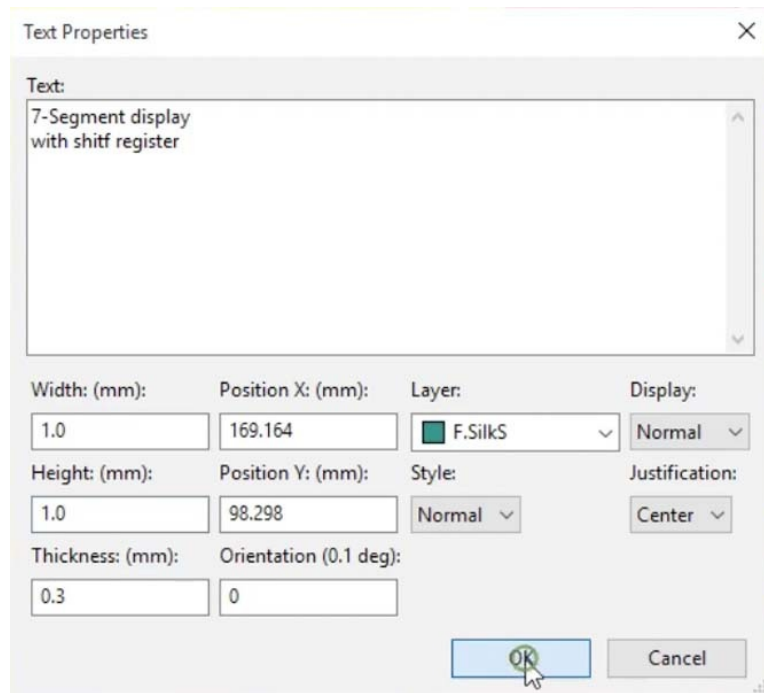 Text Properties
Text:
7-Segment display
with shitf register
Width: (mm): Position X: (mm): Layer: Display:
1.0 169.164 F.SilkS Normal
Height: (mm): Position Y: (mm): Style: Justification:
1.0 98.298 Normal Center
Thickness: (mm): Orientation (0.1 deg):
0.3 0
OK Cancel